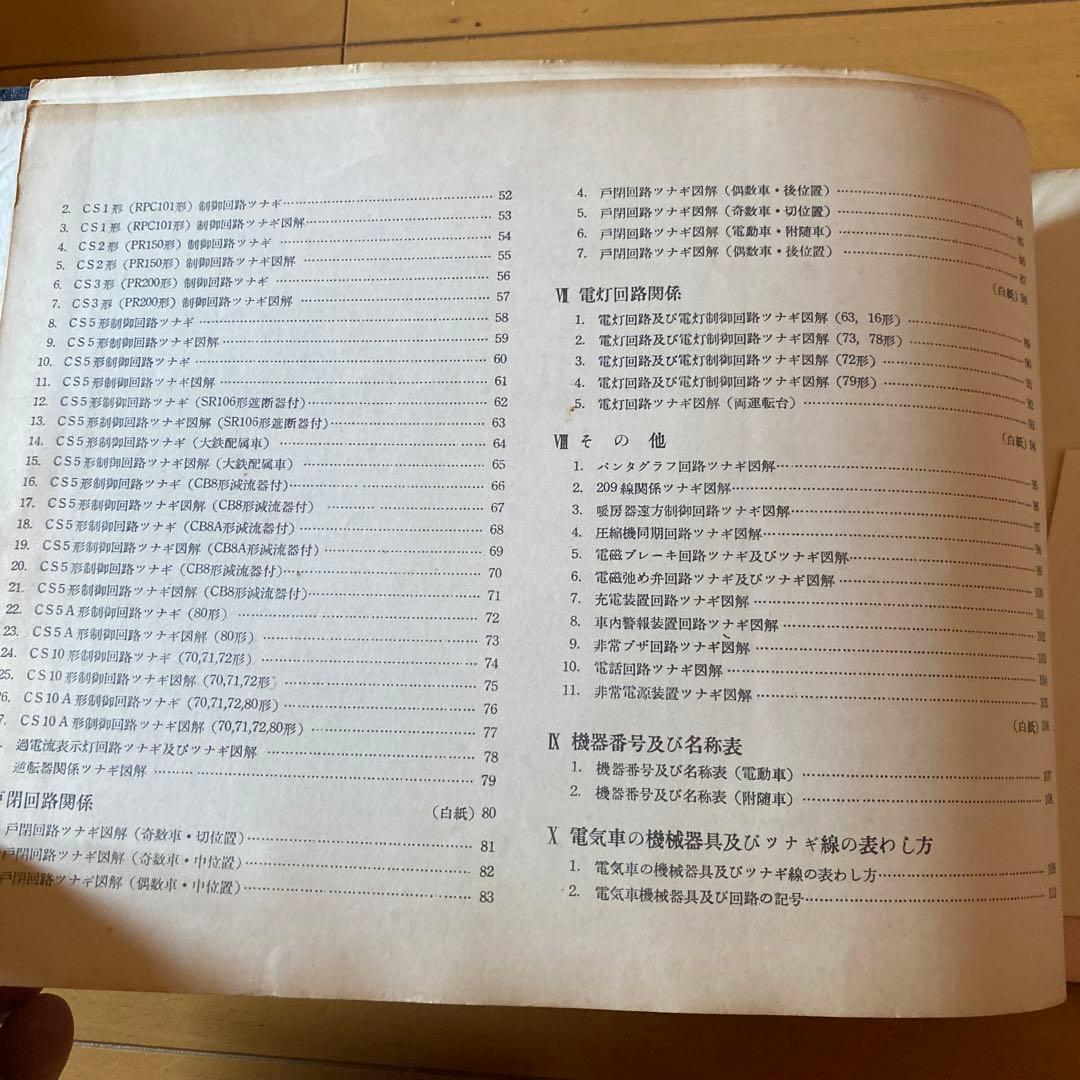 2. CS1形 (RPC101形) 制御回路ツナギ 52
3. CS1形 (RPC101形) 制御回路ツナギ図解 53
4. CS2形 (PR150形) 制御回路ツナギ 54
5. CS2形 (PR150形) 制御回路ツナギ図解 55
6. CS3形 (PR200形) 制御回路ツナギ 56
7. CS3形 (PR200形) 制御回路ツナギ図解 57
8. CS5形制御回路ツナギ 58
9. CS5形制御回路ツナギ図解 59
10. CS5形制御回路ツナギ 60
11. CS5形制御回路ツナギ図解 61
12. CS5形制御回路ツナギ (SR106形遮断器付) 62
13. CS5形制御回路ツナギ図解 (SR106形遮断器付) 63
14. CS5形制御回路ツナギ (大鉄配属車) 64
15. CS5形制御回路ツナギ図解 (大鉄配属車) 65
16. CS5形制御回路ツナギ (CB8形減流器付) 66
17. CS5形制御回路ツナギ図解 (CB8形減流器付) 67
18. CS5形制御回路ツナギ (CB8A形減流器付) 68
19. CS5形制御回路ツナギ図解 (CB8A形減流器付) 69
20. CS5形制御回路ツナギ (CB8形減流器付) 70
21. CS5形制御回路ツナギ図解 (CB8形減流器付) 71
22. CS5A形制御回路ツナギ (80形) 72
23. CS5A形制御回路ツナギ図解 (80形) 73
24. CS10形制御回路ツナギ (70,71,72形) 74
25. CS10形制御回路ツナギ図解 (70,71,72形) 75
26. CS10A形制御回路ツナギ (70,71,72,80形) 76
7. CS10A形制御回路ツナギ図解 (70,71,72,80形) 77
過電流表示灯回路ツナギ及びツナギ図解 78
逆転器関係ツナギ図解 79
戸閉回路関係 (白紙) 80
戸閉回路ツナギ図解 (奇数車・切位置) 81
戸閉回路ツナギ図解 (奇数車・中位置) 82
戸閉回路ツナギ図解 (偶数車・中位置) 83
4. 戸閉回路ツナギ図解 (偶数車・後位置) 84
5. 戸閉回路ツナギ図解 (奇数車・切位置) 85
6. 戸閉回路ツナギ図解 (電動車・附随車) 86
7. 戸閉回路ツナギ図解 (偶数車・後位置) 87
Ⅶ 電灯回路関係 (白紙) 98
1. 電灯回路及び電灯制御回路ツナギ図解 (63, 16形) 89
2. 電灯回路及び電灯制御回路ツナギ図解 (73, 78形) 90
3. 電灯回路及び電灯制御回路ツナギ図解 (72形) 91
4. 電灯回路及び電灯制御回路ツナギ図解 (79形) 92
5. 電灯回路ツナギ図解 (両運転台) 93
Ⅷ その他 (白紙) 94
1. パンタグラフ回路ツナギ図解 95
2. 209線関係ツナギ図解 96
3. 暖房器遠方制御回路ツナギ図解 97
4. 圧縮機同期回路ツナギ図解 98
5. 電磁ブレーキ回路ツナギ及びツナギ図解 99
6. 電磁弛め弁回路ツナギ及びツナギ図解 100
7. 充電装置回路ツナギ図解 101
8. 車内警報装置回路ツナギ図解 102
9. 非常ブザ回路ツナギ図解 103
10. 電話回路ツナギ図解 104
11. 非常電源装置ツナギ図解 105
(白紙) 106
Ⅸ 機器番号及び名称表
1. 機器番号及び名称表 (電動車) 107
2. 機器番号及び名称表 (附随車) 108
Ⅹ 電気車の機械器具及びツナギ線の表わし方
1. 電気車の機械器具及びツナギ線の表わし方 109
2. 電気車機械器具及び回路の記号 111